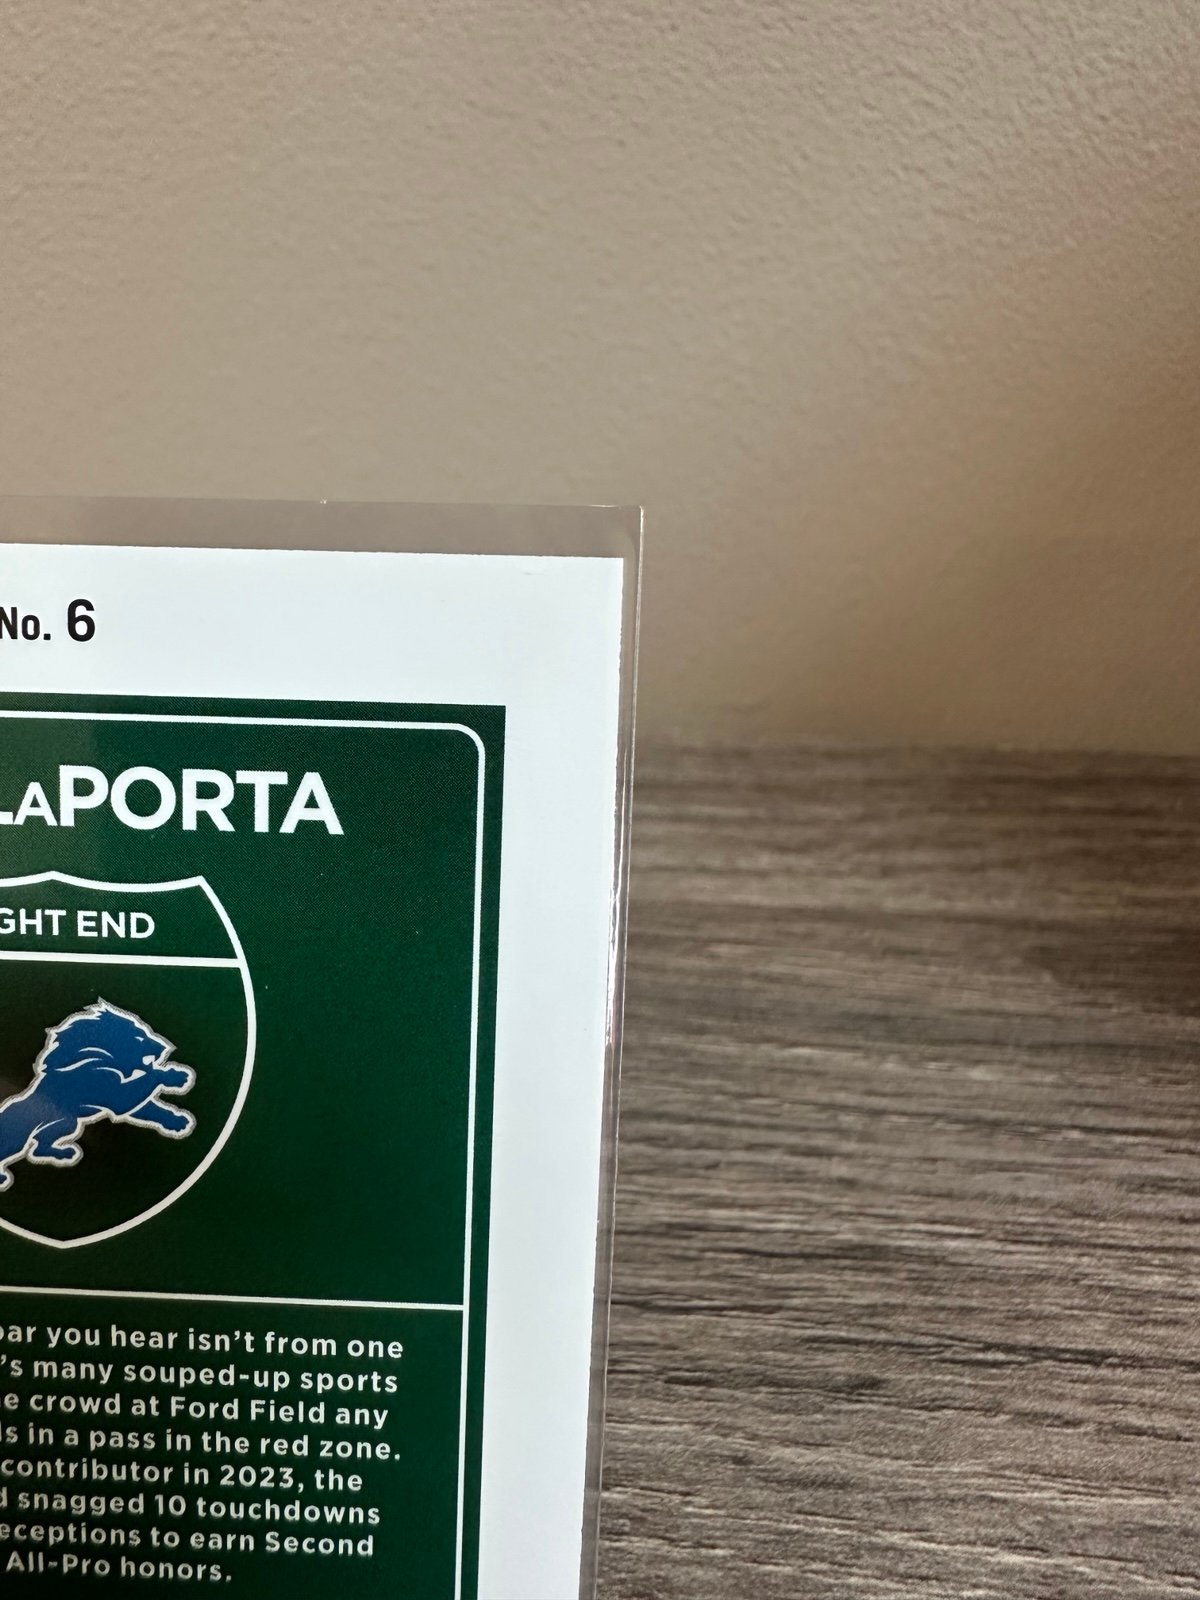 No. 6
LAPORTA
GHT END
oar you hear isn't from one
's many souped-up sports
e crowd at Ford Field any
ls in a pass in the red zone.
contributor in 2023, the
d snagged 10 touchdowns
eceptions to earn Second
All-Pro honors.